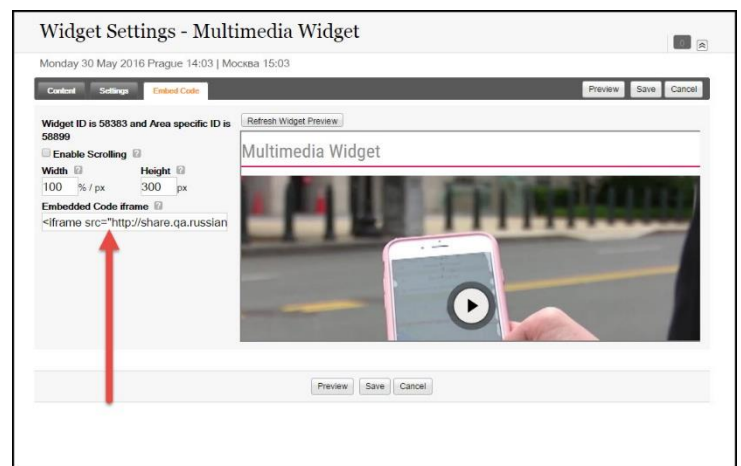 Widget Settings - Multimedia Widget
0
Monday 30 May 2016 Prague 14:03 | Москва 15:03
Content Settings Embed Code Preview Save Cancel
Widget ID is 58383 and Area specific ID is
58899
Refresh Widget Preview
Enable Scrolling ?
Width ? Height ?
100 % / px 300 px
Embedded Code iframe ?
<iframe src="http://share.qa.russian
Multimedia Widget
Preview Save Cancel